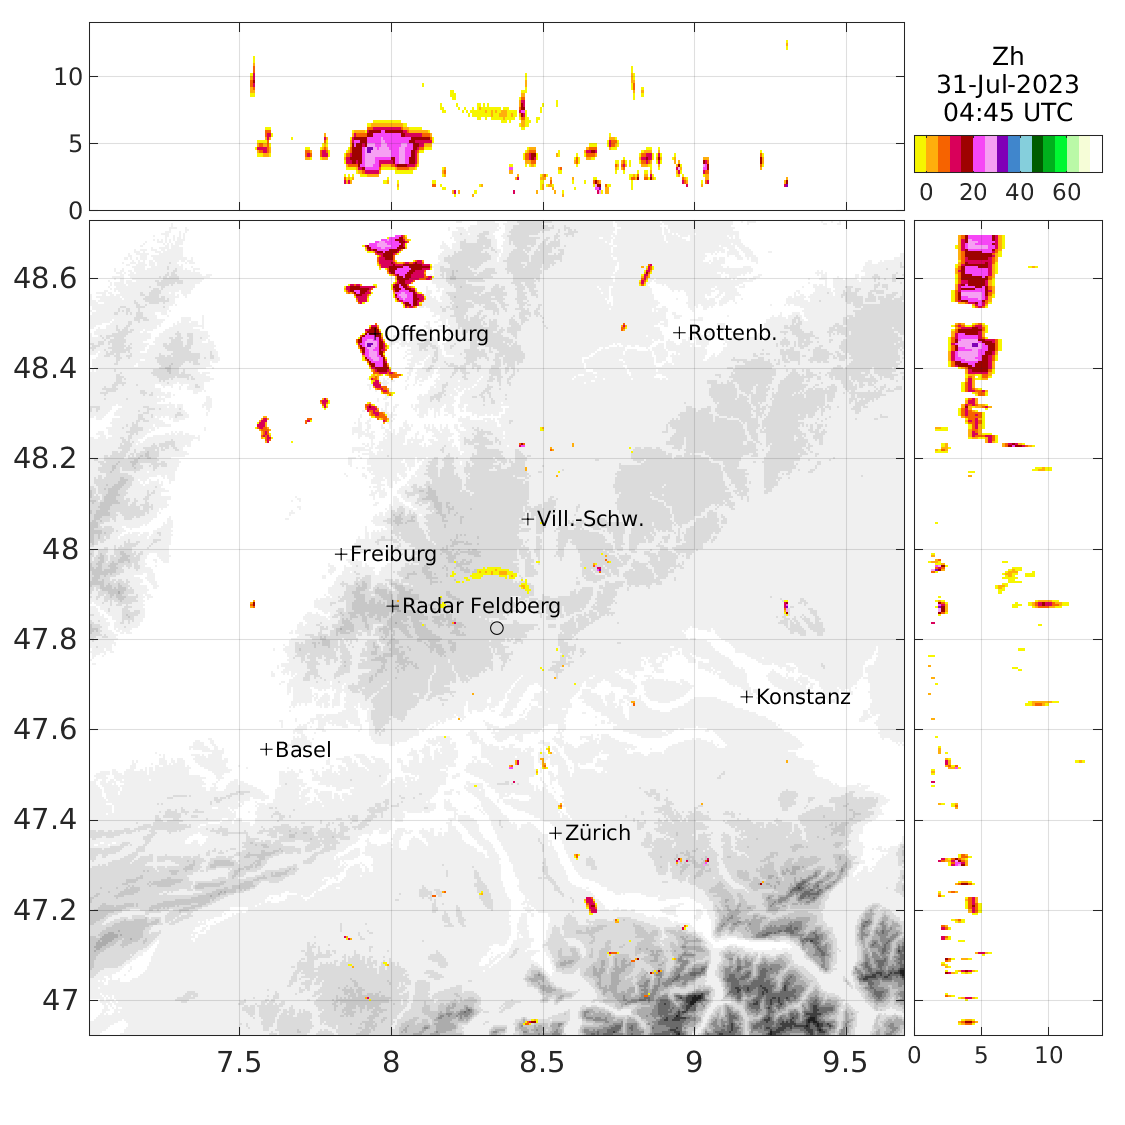 Zh
31-Jul-2023
04:45 UTC
0 20 40 60
10
5
0
48.6
48.4
48.2
48
47.8
47.6
47.4
47.2
47
Offenburg
+Rottenb.
+Vill.-Schw.
+Freiburg
+Radar Feldberg
+Konstanz
+Basel
+Zürich
7.5 8 8.5 9 9.5
0 5 10